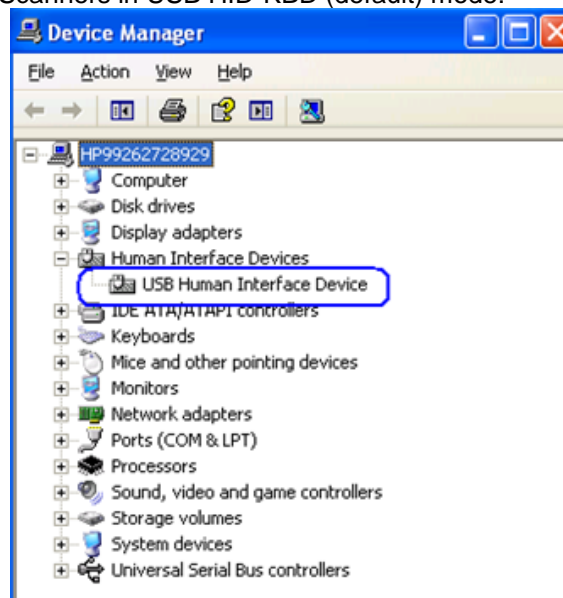 Scanners in USB HID KBD (default) mode.
Device Manager
File Action View Help
HP99262728929
Computer
Disk drives
Display adapters
Human Interface Devices
USB Human Interface Device
IDE ATA/ATAPI controllers
Keyboards
Mice and other pointing devices
Monitors
Network adapters
Ports (COM & LPT)
Processors
Sound, video and game controllers
Storage volumes
System devices
Universal Serial Bus controllers